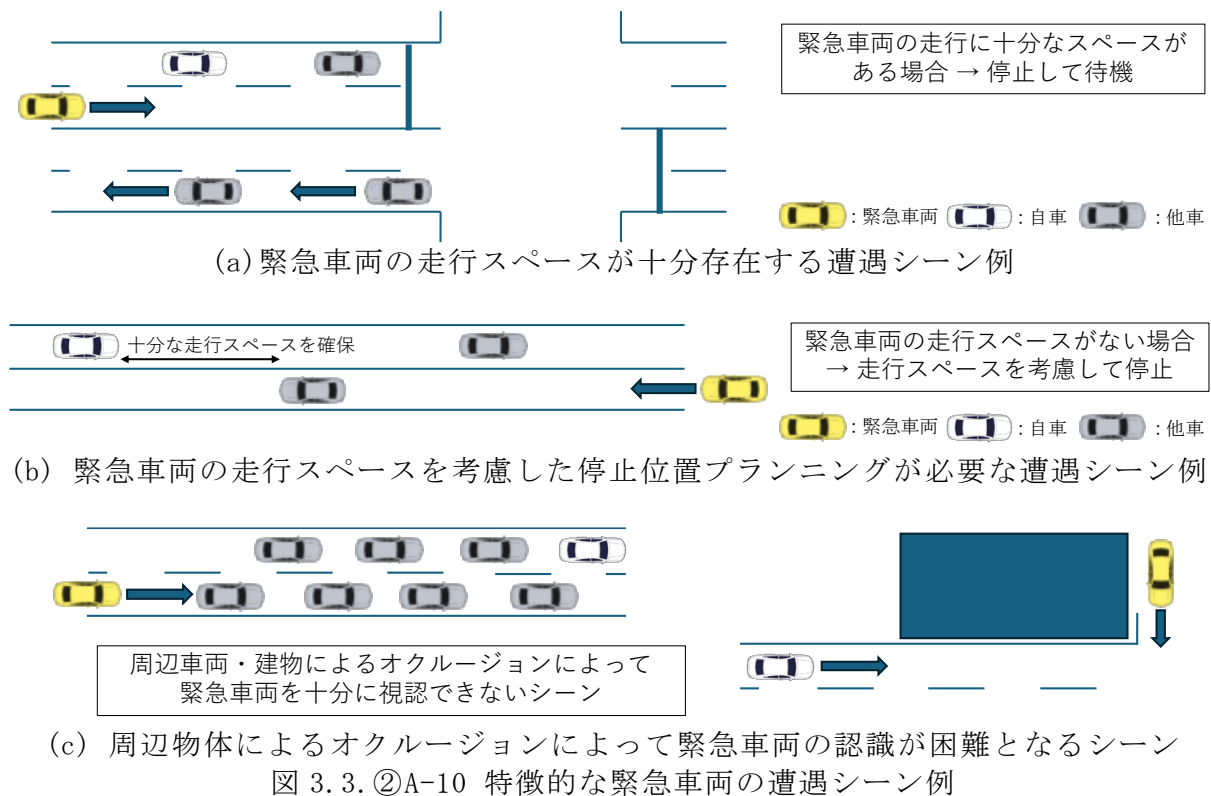 緊急車両の走行に十分なスペースが
ある場合 → 停止して待機
:緊急車両 :自車 :他車
(a)緊急車両の走行スペースが十分存在する遭遇シーン例
十分な走行スペースを確保
緊急車両の走行スペースがない場合
→ 走行スペースを考慮して停止
:緊急車両 :自車 :他車
(b) 緊急車両の走行スペースを考慮した停止位置プランニングが必要な遭遇シーン例
周辺車両・建物によるオクルージョンによって
緊急車両を十分に視認できないシーン
(c) 周辺物体によるオクルージョンによって緊急車両の認識が困難となるシーン
図 3.3.②A-10 特徴的な緊急車両の遭遇シーン例